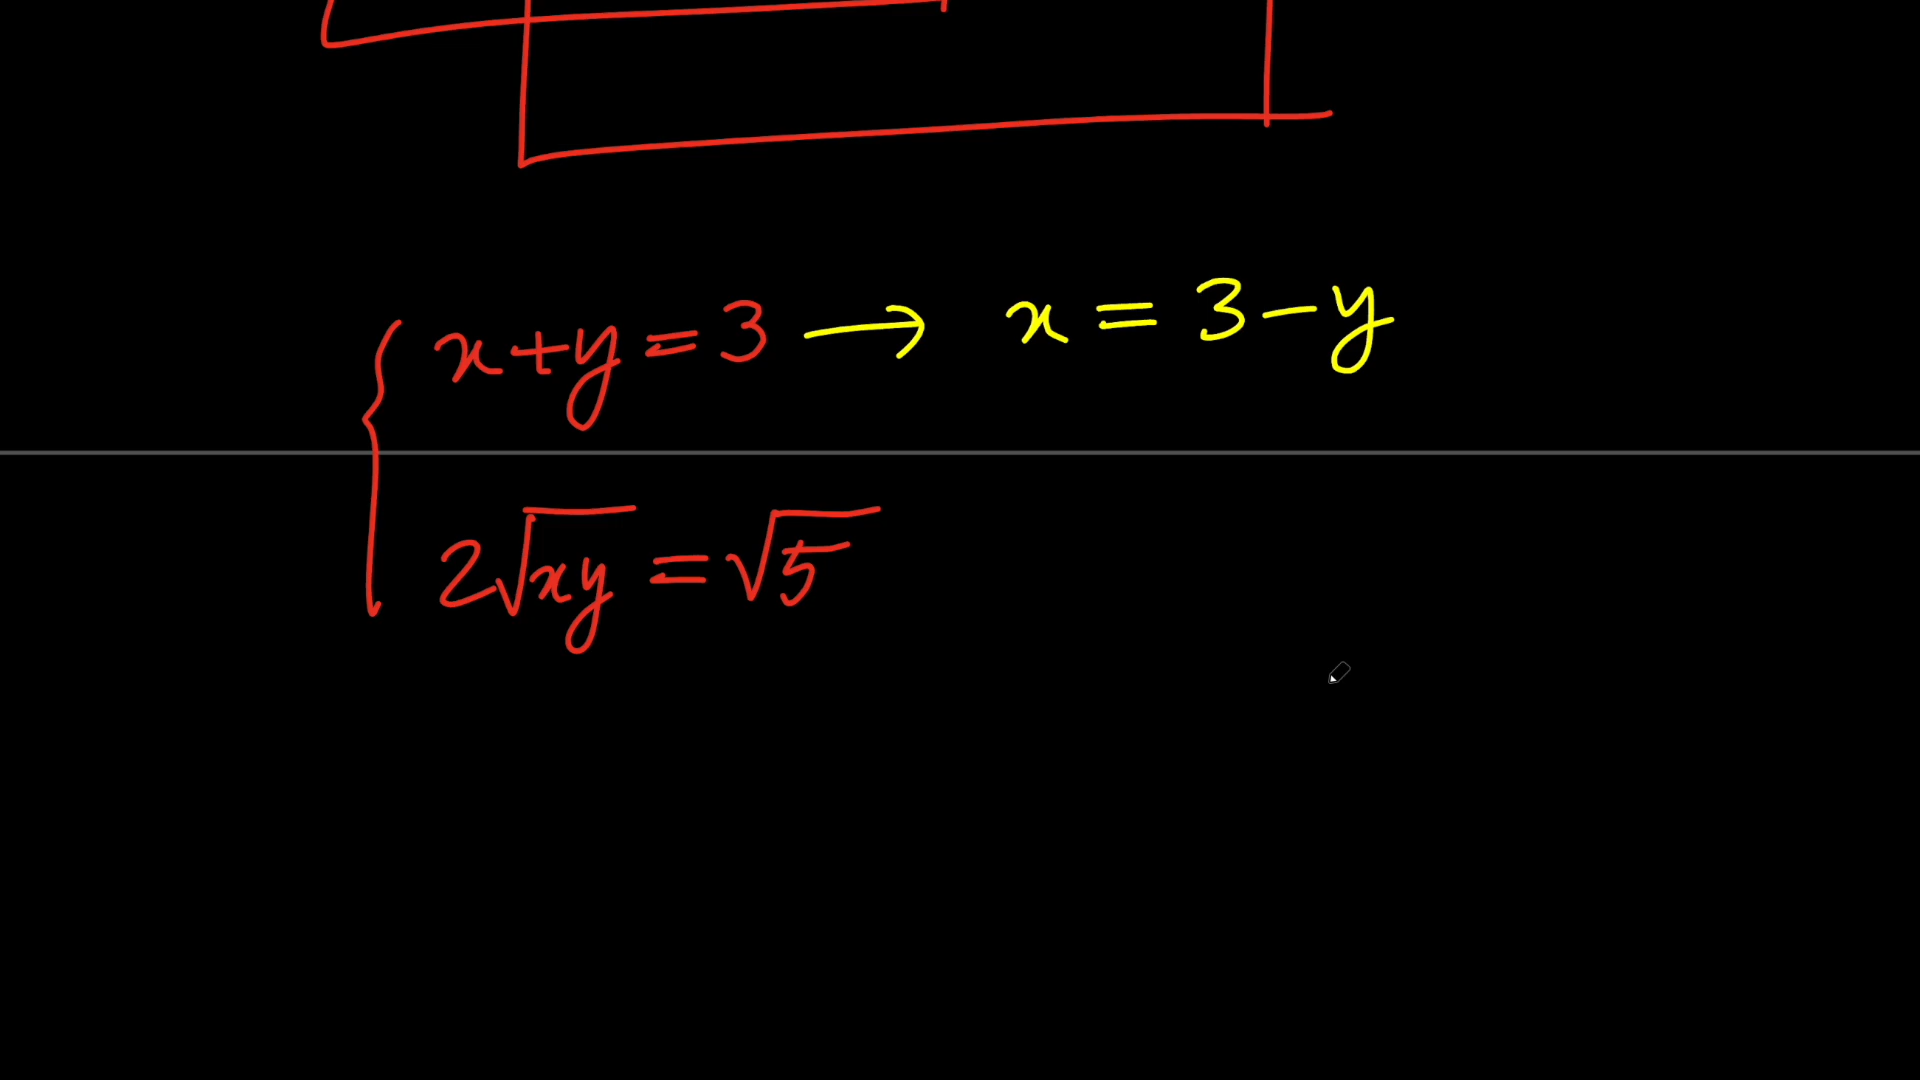 x+y=3 → x = 3-y
2√xy = √5